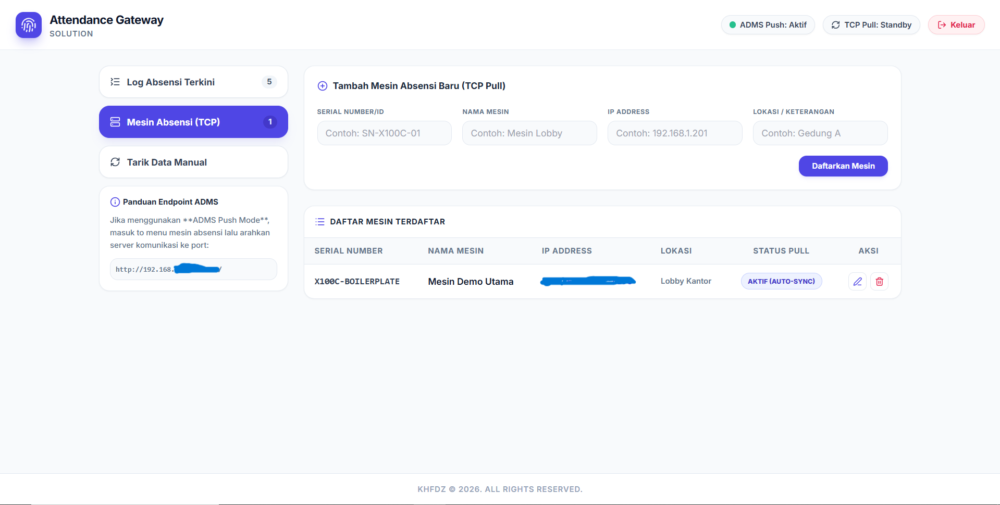 Attendance Gateway
SOLUTION
ADMS Push: Aktif
TCP Pull: Standby
Keluar
Log Absensi Terkini 5
Mesin Absensi (TCP) 1
Tarik Data Manual
Panduan Endpoint ADMS
Jika menggunakan **ADMS Push Mode**,
masuk to menu mesin absensi lalu arahkan
server komunikasi ke port:
http://192.168. /
Tambah Mesin Absensi Baru (TCP Pull)
SERIAL NUMBER/ID NAMA MESIN IP ADDRESS LOKASI / KETERANGAN
Contoh: SN-X100C-01 Contoh: Mesin Lobby Contoh: 192.168.1.201 Contoh: Gedung A
Daftarkan Mesin
DAFTAR MESIN TERDAFTAR
SERIAL NUMBER NAMA MESIN IP ADDRESS LOKASI STATUS PULL AKSI
X100C-BOILERPLATE Mesin Demo Utama Lobby Kantor AKTIF (AUTO-SYNC)
KHFDZ © 2026. ALL RIGHTS RESERVED.